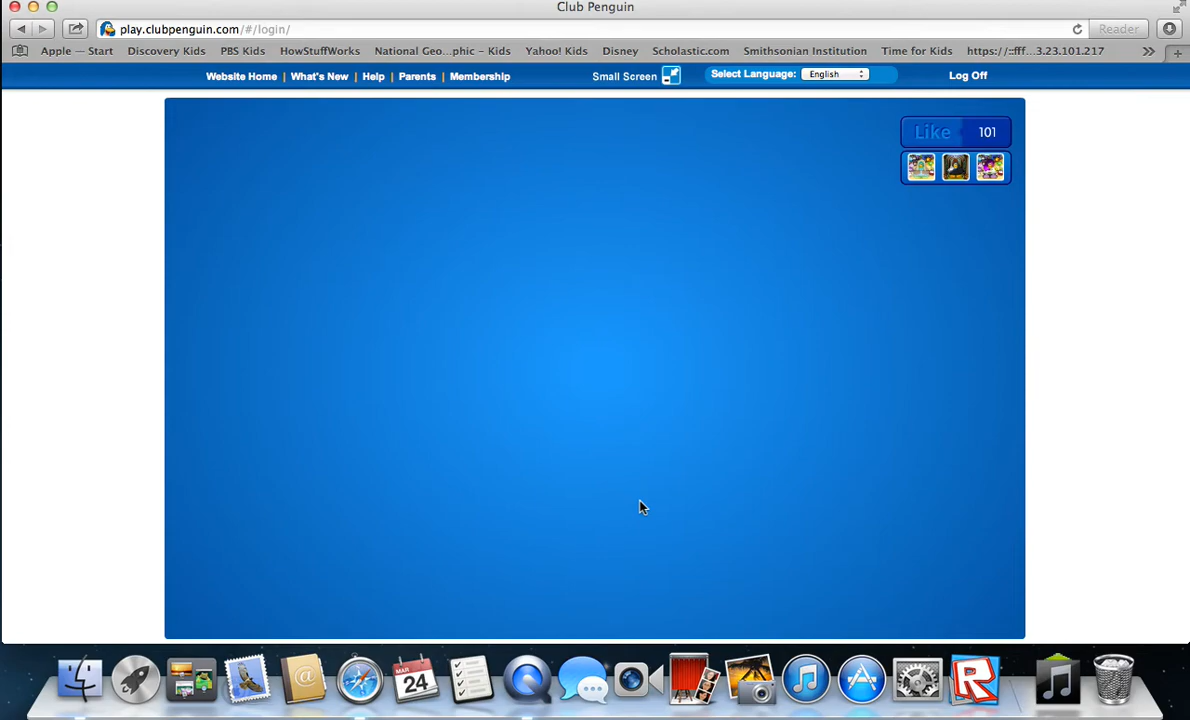 Club Penguin
play.clubpenguin.com/#/login/
Reader
Apple — Start Discovery Kids PBS Kids HowStuffWorks National Geo...phic – Kids Yahoo! Kids Disney Scholastic.com Smithsonian Institution Time for Kids https://::fff...3.23.101.217
Website Home | What's New | Help | Parents | Membership Small Screen Select Language: English Log Off
Like 101
MAR
24